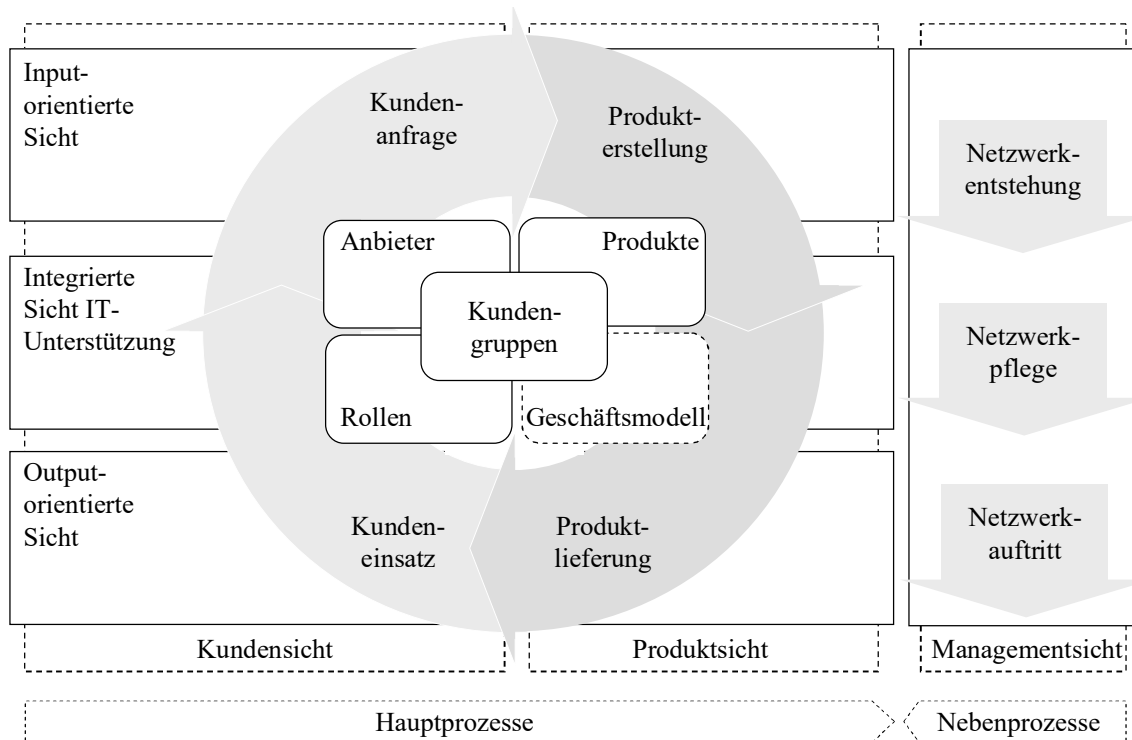 Input-
orientierte
Sicht
Kunden-
anfrage
Produkt-
erstellung
Netzwerk-
entstehung
Anbieter
Produkte
Integrierte
Sicht IT-
Unterstützung
Kunden-
gruppen
Netzwerk-
pflege
Rollen
Geschäftsmodell
Output-
orientierte
Sicht
Kunden-
einsatz
Produkt-
lieferung
Netzwerk-
auftritt
Kundensicht
Produktsicht
Managementsicht
Hauptprozesse
Nebenprozesse